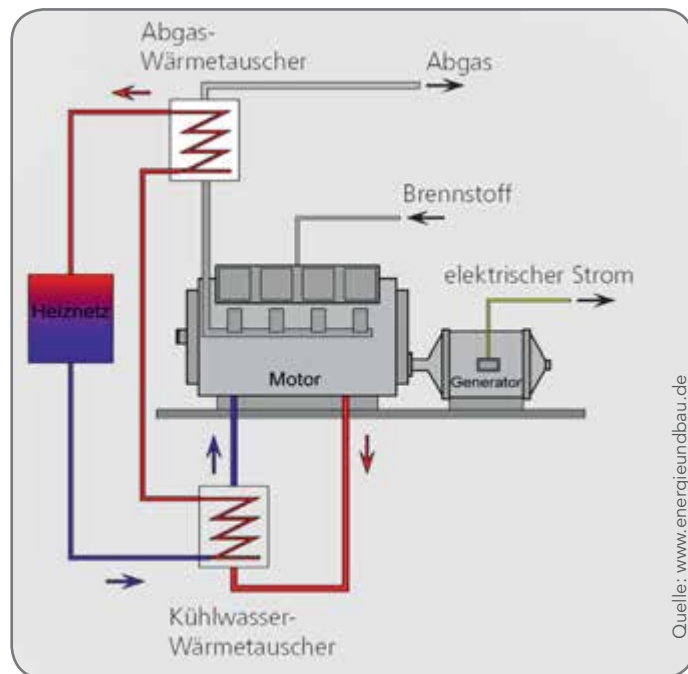 Abgas-
Wärmetauscher
Abgas
Brennstoff
elektrischer Strom
Heiznetz
Motor
Generator
Kühlwasser-
Wärmetauscher
Quelle: www.energieundbau.de